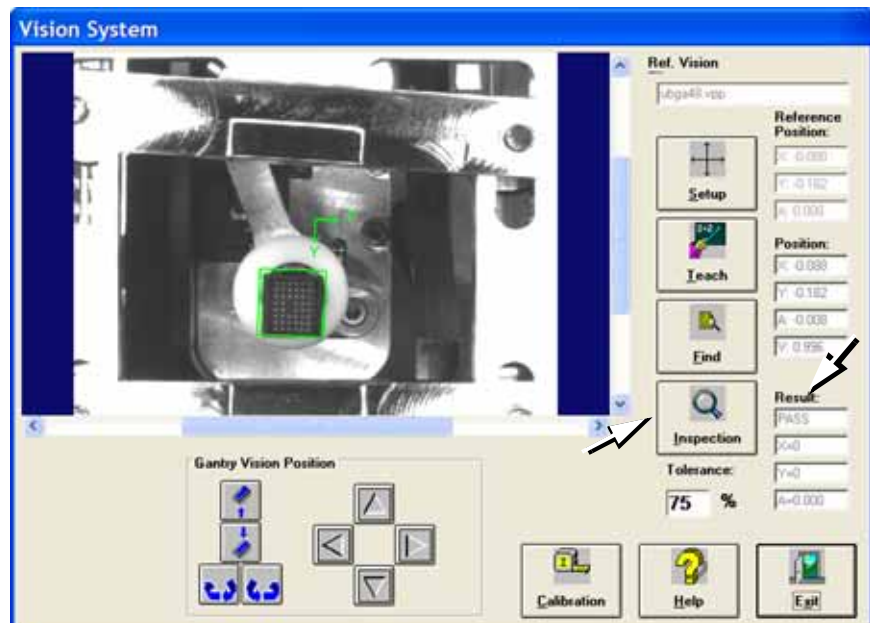 Vision System
Ref. Vision
ubga48.vpp
Reference
Position:
X: -0.088
Y: -0.182
A: 0.000
Setup
Teach
Position:
X: -0.088
Y: -0.182
A: -0.008
V: 0.996
Find
Inspection
Result:
PASS
X=0
Y=0
A=0.000
Tolerance:
75 %
Y
Gantry Vision Position
Calibration
Help
Exit